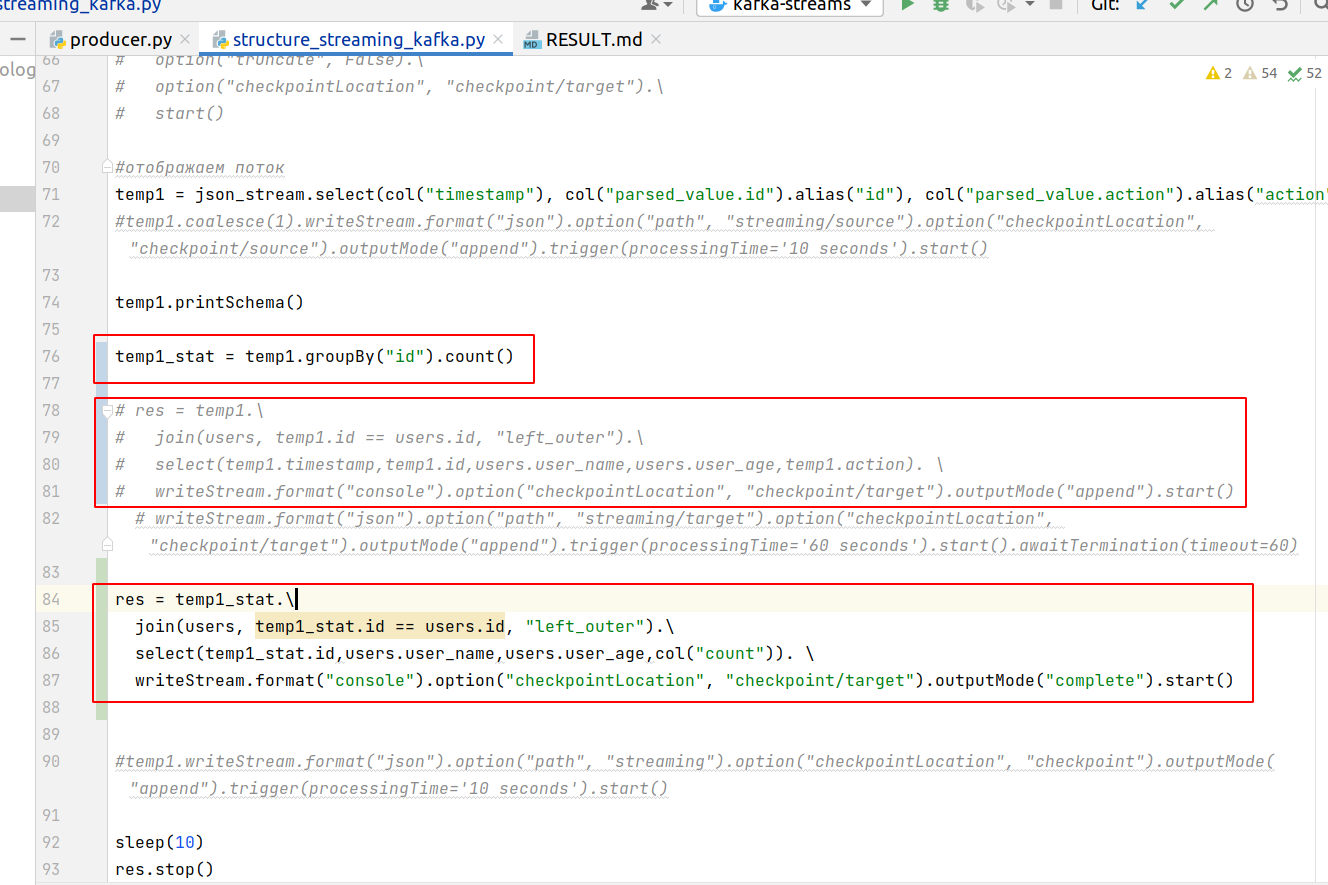 streaming_kafka.py
kafka-streams
Git:
producer.py
structure_streaming_kafka.py
MD RESULT.md
olog
2 54 52
66 # option("truncate", False).\
67 # option("checkpointLocation", "checkpoint/target").\
68 # start()
69
70 #отображаем поток
71 temp1 = json_stream.select(col("timestamp"), col("parsed_value.id").alias("id"), col("parsed_value.action").alias("action"
72 #temp1.coalesce(1).writeStream.format("json").option("path", "streaming/source").option("checkpointLocation",
"checkpoint/source").outputMode("append").trigger(processingTime='10 seconds').start()
73
74 temp1.printSchema()
75
76 temp1_stat = temp1.groupBy("id").count()
77
78 # res = temp1.\
79 # join(users, temp1.id == users.id, "left_outer").\
80 # select(temp1.timestamp,temp1.id,users.user_name,users.user_age,temp1.action). \
81 # writeStream.format("console").option("checkpointLocation", "checkpoint/target").outputMode("append").start()
82 # writeStream.format("json").option("path", "streaming/target").option("checkpointLocation",
"checkpoint/target").outputMode("append").trigger(processingTime='60 seconds').start().awaitTermination(timeout=60)
83
84 res = temp1_stat.\
85 join(users, temp1_stat.id == users.id, "left_outer").\
86 select(temp1_stat.id,users.user_name,users.user_age,col("count")). \
87 writeStream.format("console").option("checkpointLocation", "checkpoint/target").outputMode("complete").start()
88
89
90 #temp1.writeStream.format("json").option("path", "streaming").option("checkpointLocation", "checkpoint").outputMode(
"append").trigger(processingTime='10 seconds').start()
91
92 sleep(10)
93 res.stop()